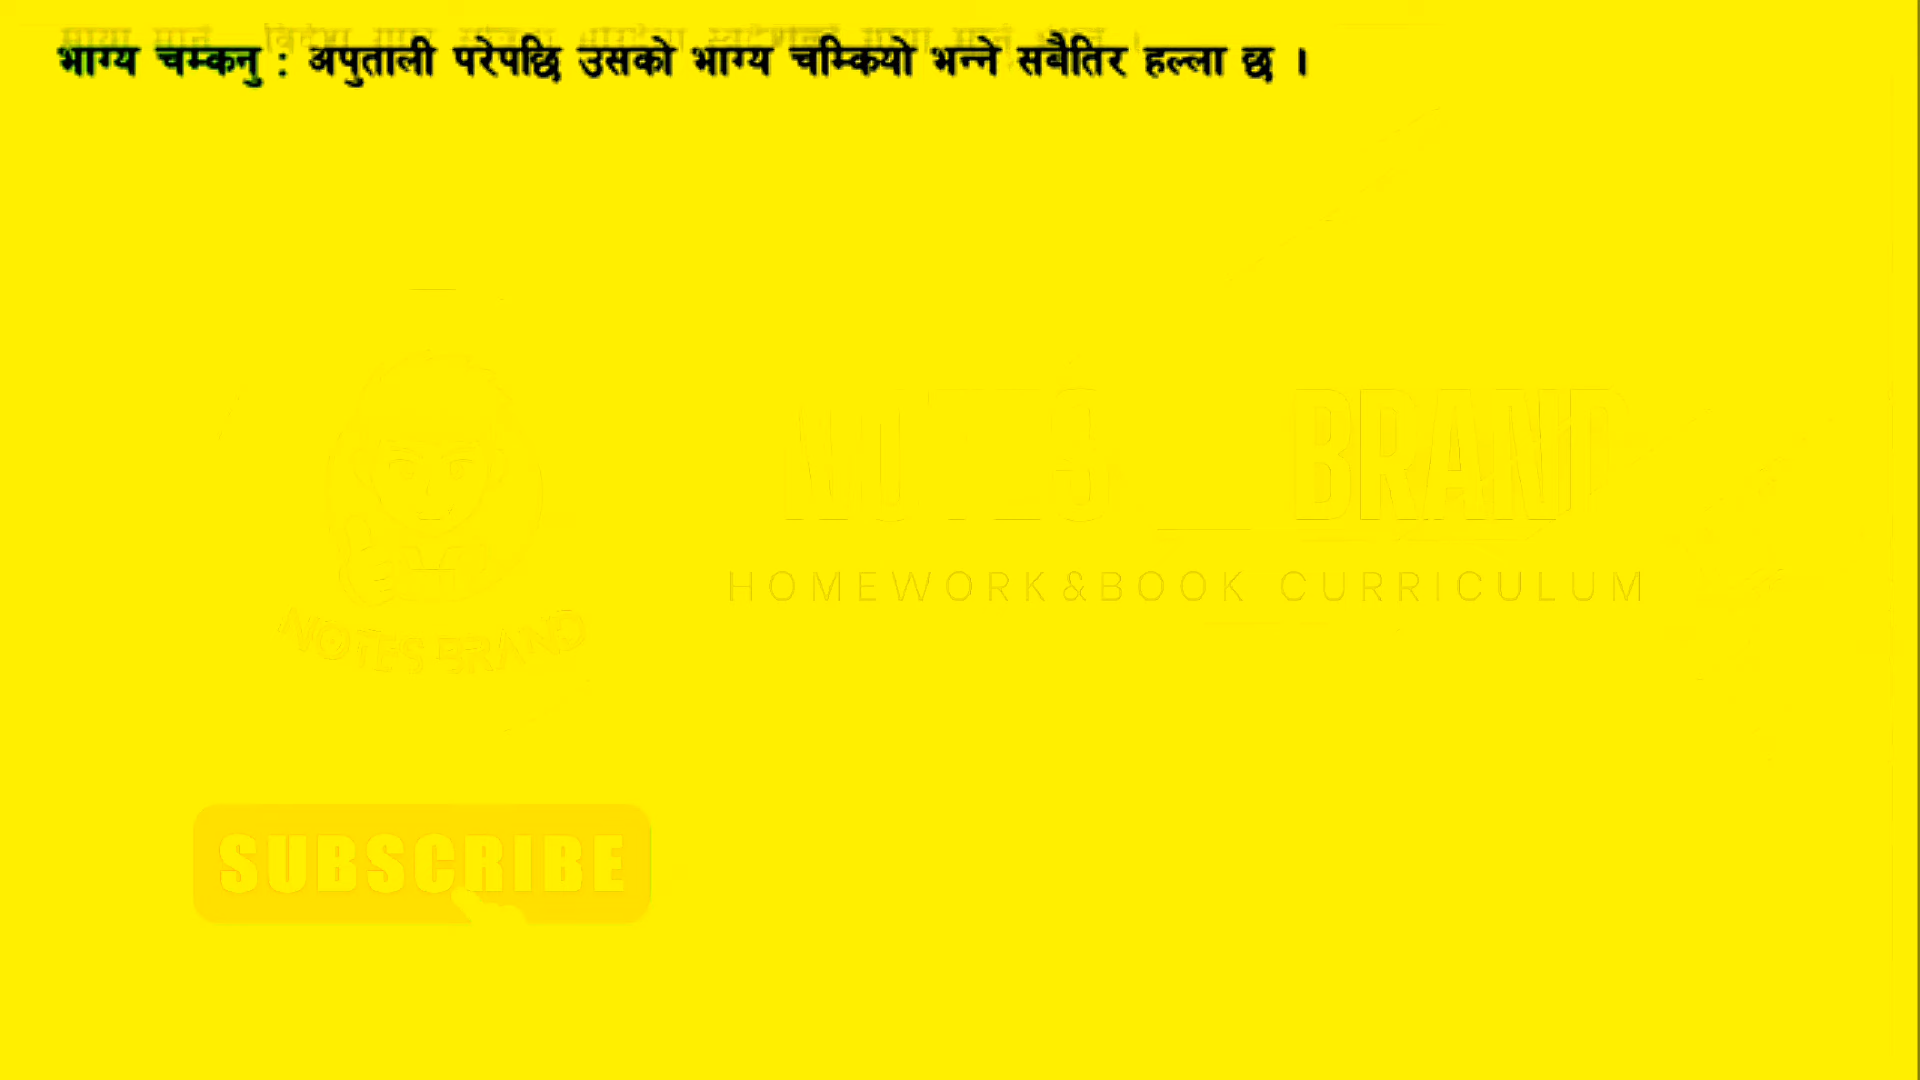 भाग्य चम्कनु : अपुताली परेपछि उसको भाग्य चम्कियो भन्ने सबैतिर हल्ला छ ।
NOTES _ BRAND
HOMEWORK&BOOK CURRICULUM
NOTES BRAND
SUBSCRIBE